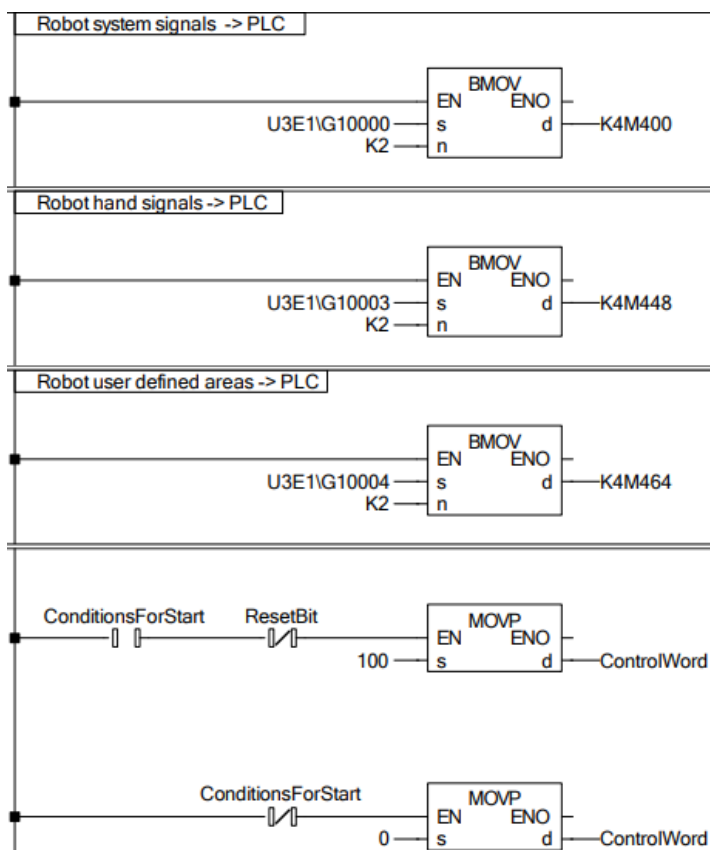 Robot system signals -> PLC
BMOV
EN ENO
U3E1\G10000 s d K4M400
K2 n
Robot hand signals -> PLC
BMOV
EN ENO
U3E1\G10003 s d K4M448
K2 n
Robot user defined areas -> PLC
BMOV
EN ENO
U3E1\G10004 s d K4M464
K2 n
ConditionsForStart ResetBit MOVP
EN ENO
100 s d ControlWord
ConditionsForStart MOVP
EN ENO
0 s d ControlWord